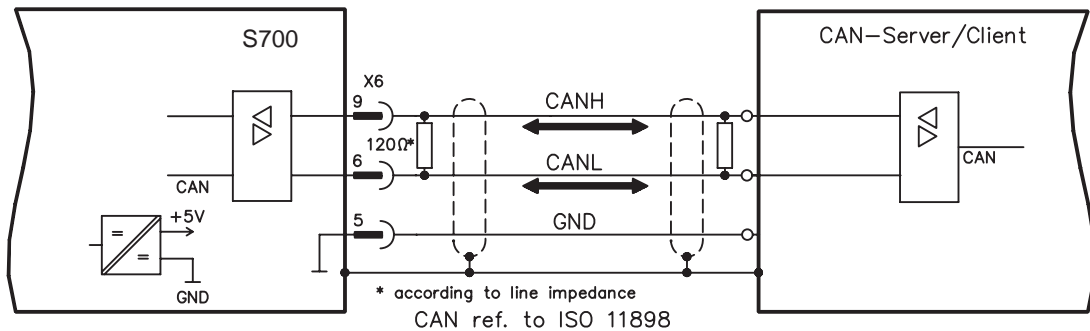 S700
CAN-Server/Client
X6
9
CANH
120Ω*
6
CANL
CAN
CAN
+5V
5
GND
=
=
GND
* according to line impedance
CAN ref. to ISO 11898